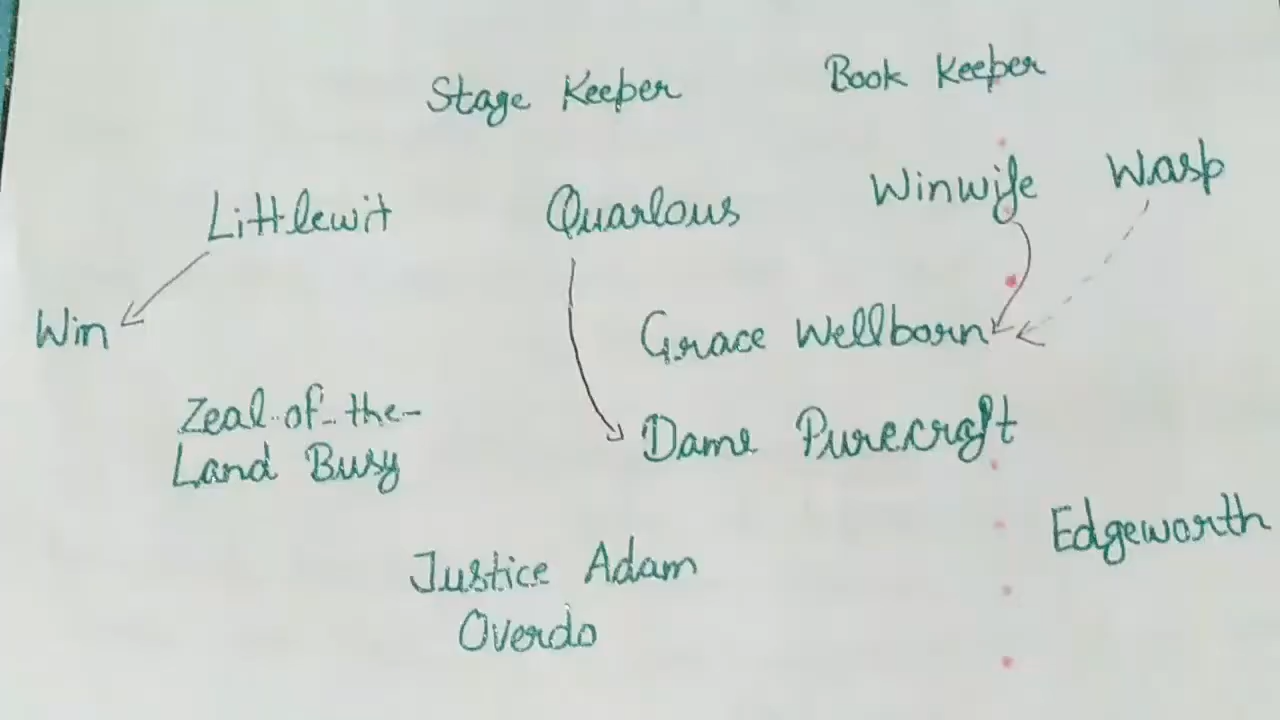 Stage Keeper
Book Keeper
Littlewit
Quarlous
Winwife
Wasp
Win
Grace Wellborn
Zeal-of-the-
Land Busy
Dame Purecraft
Edgeworth
Justice Adam
Overdo